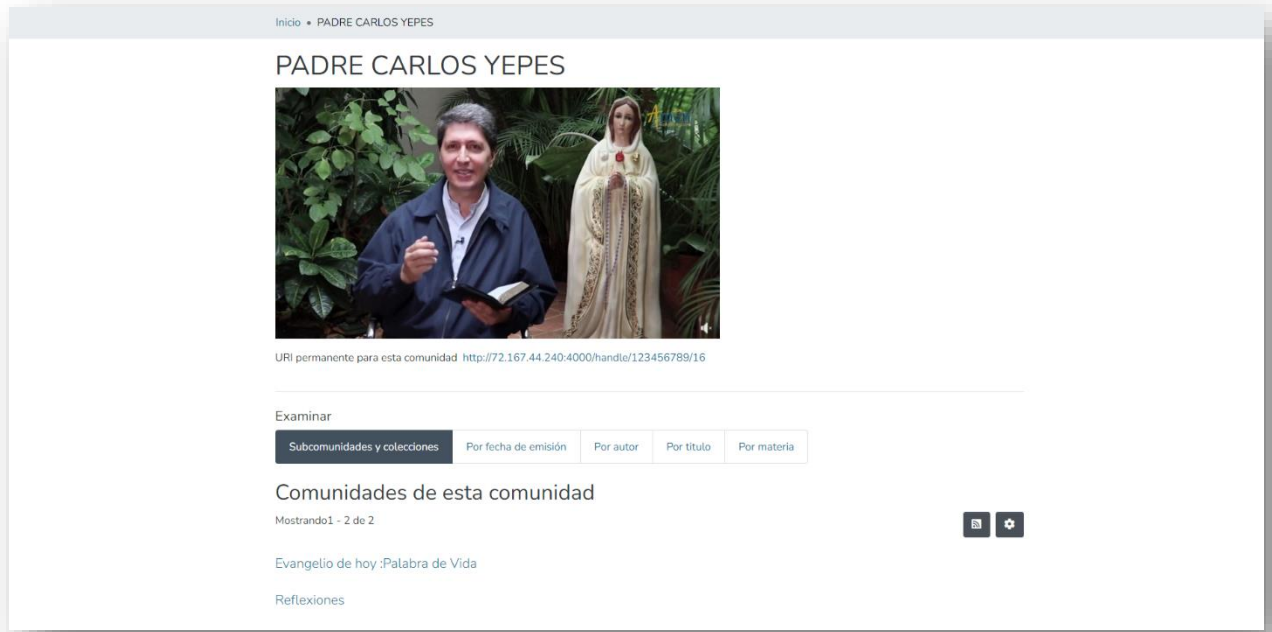 Inicio • PADRE CARLOS YEPES
PADRE CARLOS YEPES
URI permanente para esta comunidad http://72.167.44.240:4000/handle/123456789/16
Examinar
Subcomunidades y colecciones Por fecha de emisión Por autor Por titulo Por materia
Comunidades de esta comunidad
Mostrando1 - 2 de 2
Evangelio de hoy :Palabra de Vida
Reflexiones